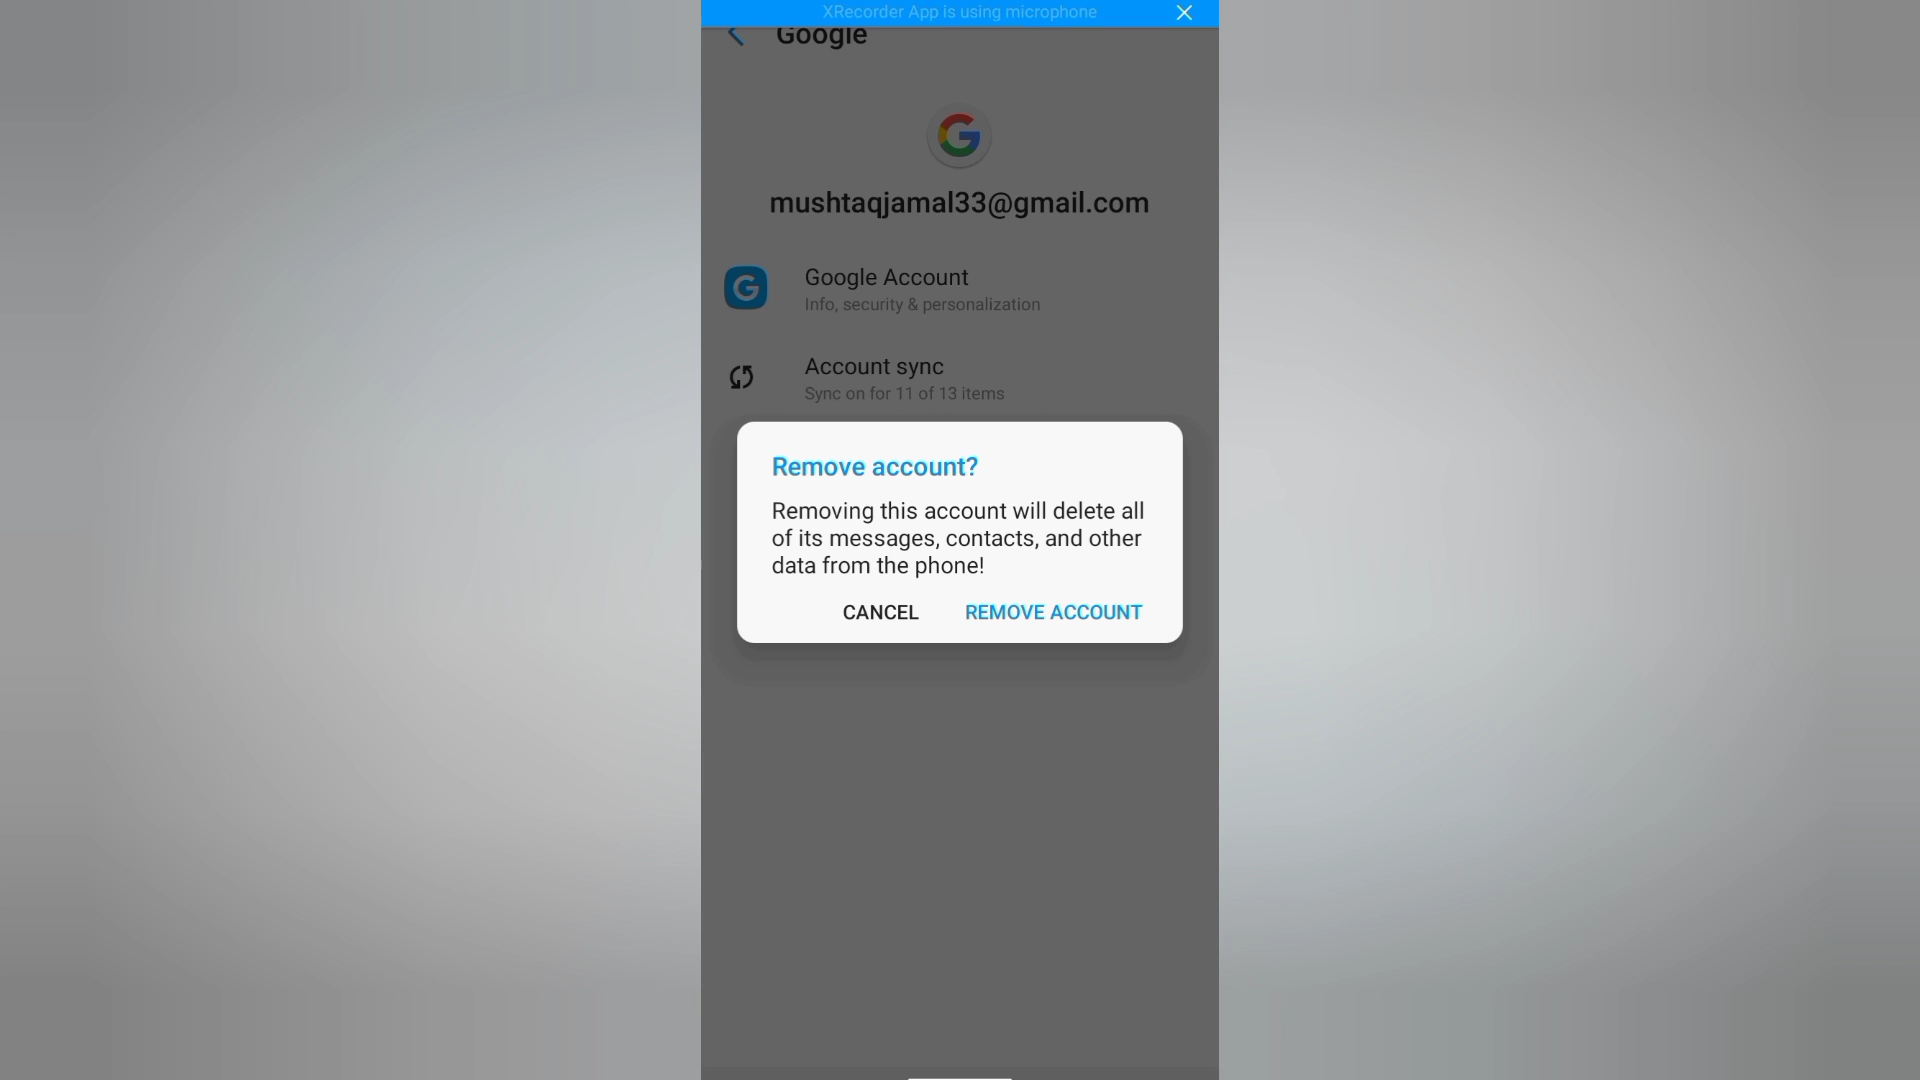 XRecorder App is using microphone
Google
mushtaqjamal33@gmail.com
Google Account
Info, security & personalization
Account sync
Sync on for 11 of 13 items
Remove account?
Removing this account will delete all
of its messages, contacts, and other
data from the phone!
CANCEL REMOVE ACCOUNT